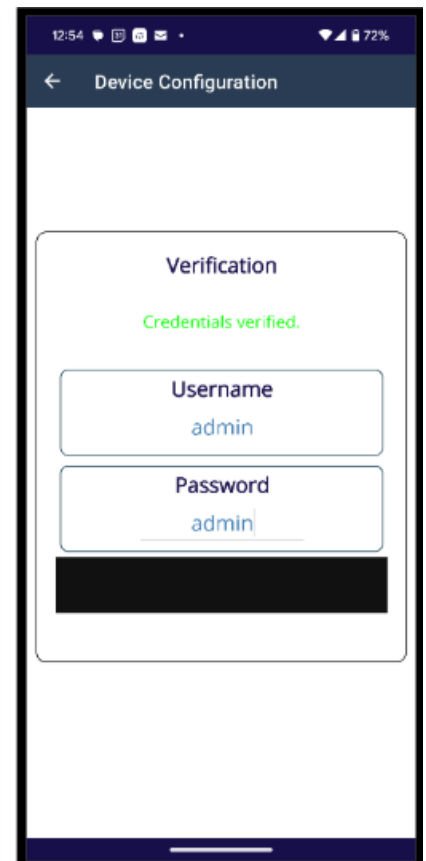 12:54 72%
Device Configuration
Verification
Credentials verified.
Username
admin
Password
admin